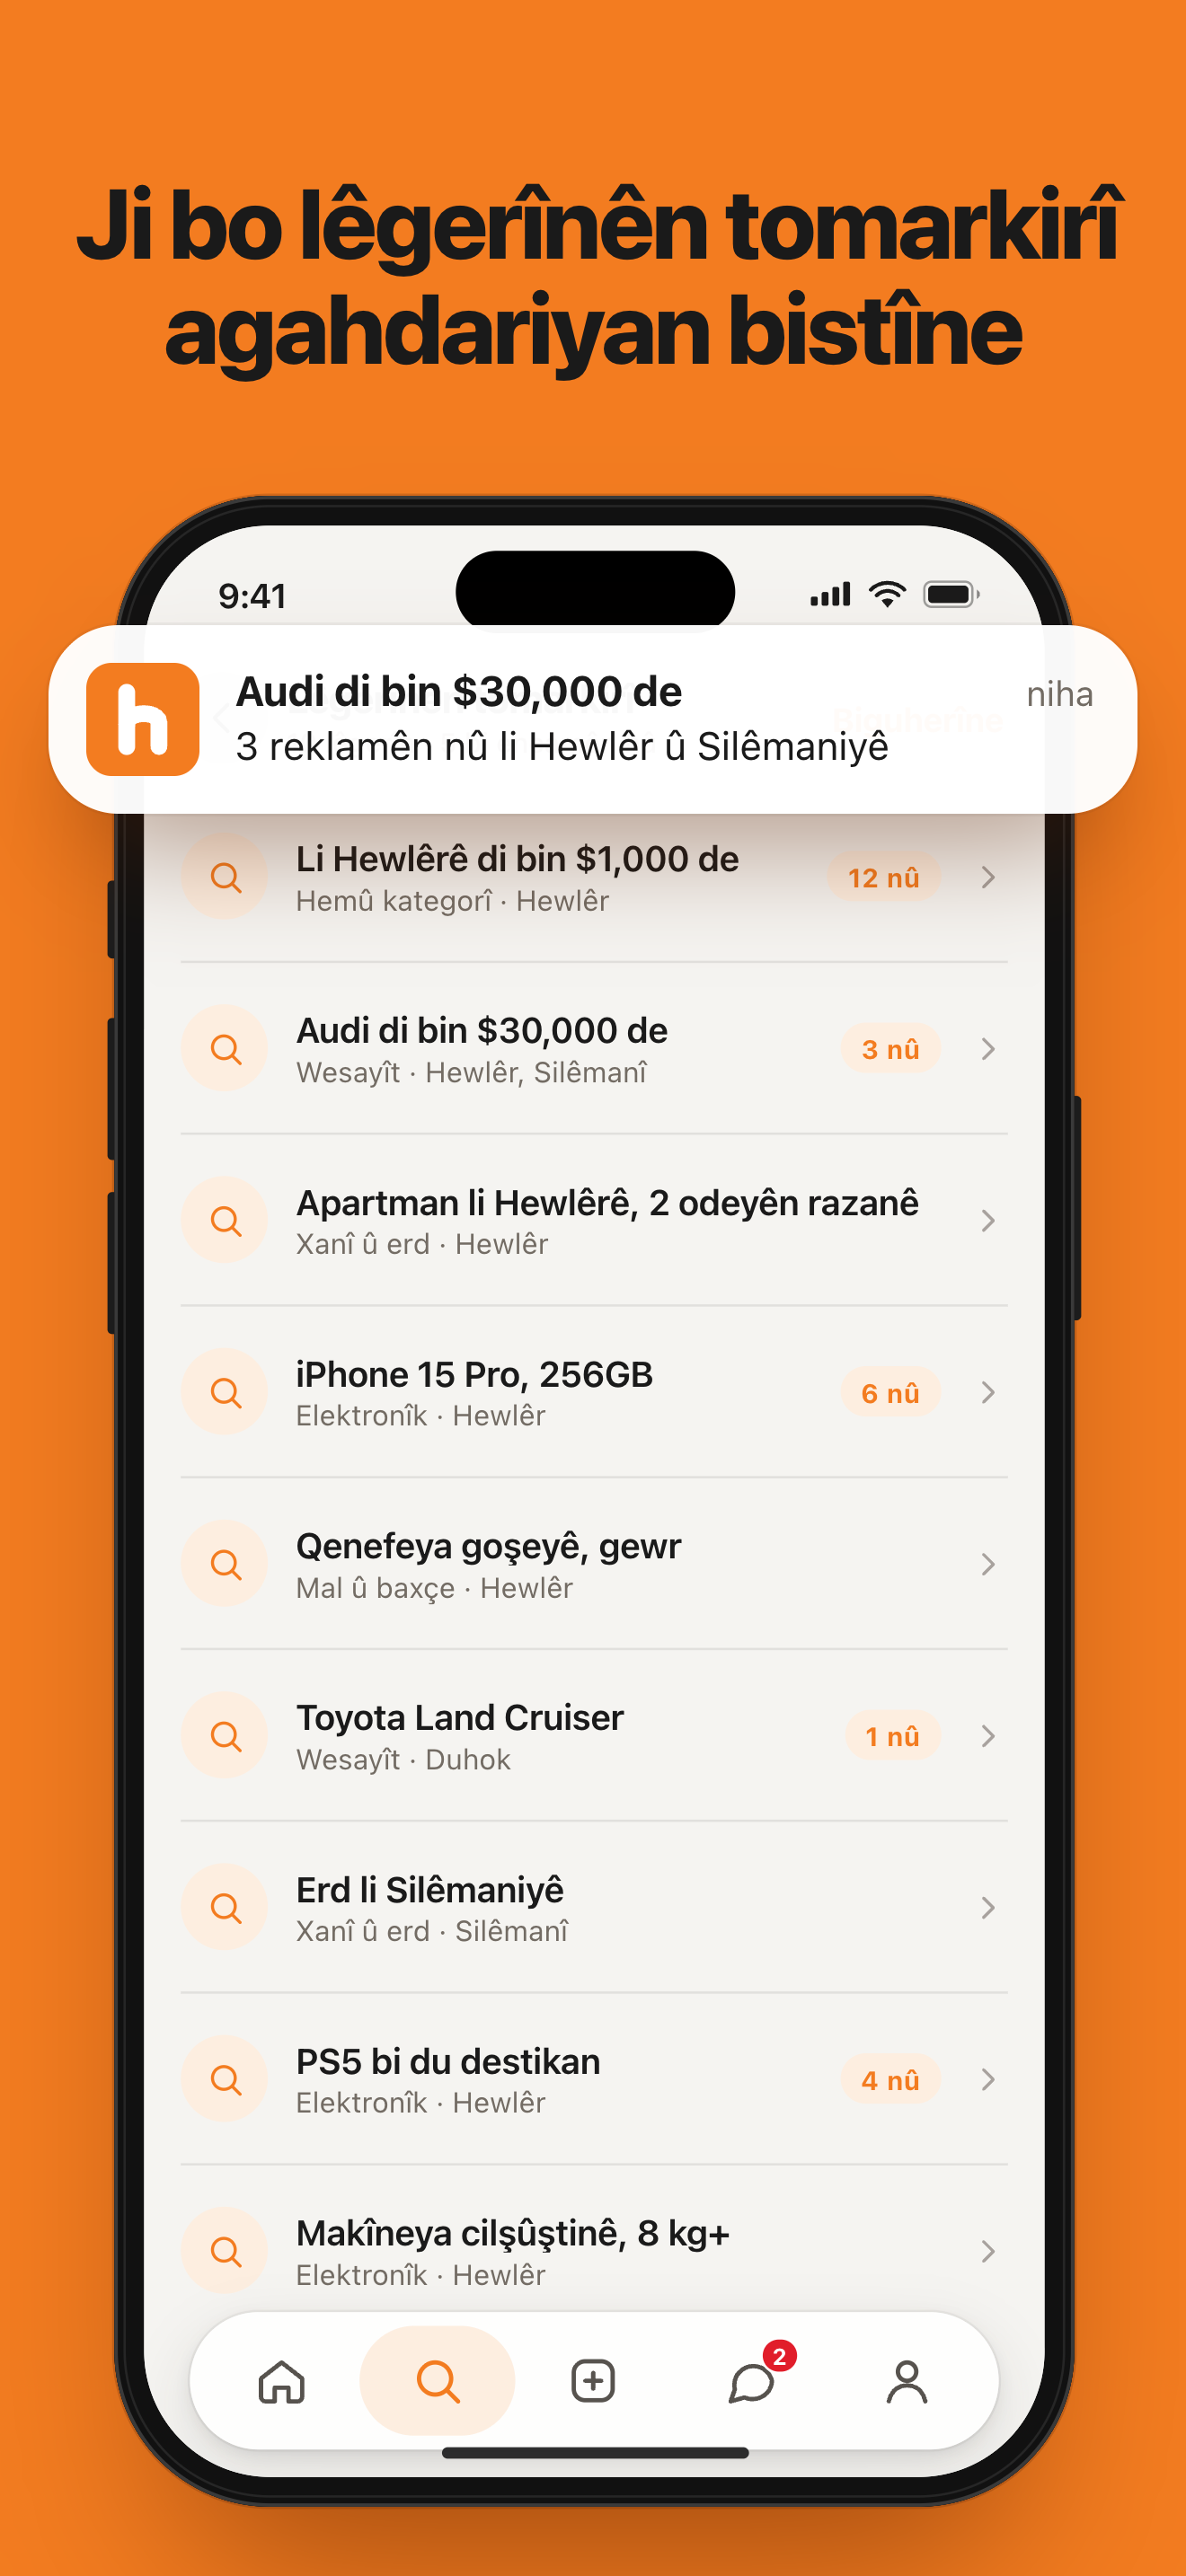 Ji bo lêgerînên tomarkirî
agahdariyan bistîne
9:41
h
Audi di bin $30,000 de
niha
3 reklamên nû li Hewlêr û Silêmaniyê
Li Hewlêrê di bin $1,000 de
Hemû kategorî · Hewlêr
12 nû
Audi di bin $30,000 de
Wesayît · Hewlêr, Silêmanî
3 nû
Apartman li Hewlêrê, 2 odeyên razanê
Xanî û erd · Hewlêr
iPhone 15 Pro, 256GB
Elektronîk · Hewlêr
6 nû
Qenefeya goşeyê, gewr
Mal û baxçe · Hewlêr
Toyota Land Cruiser
Wesayît · Duhok
1 nû
Erd li Silêmaniyê
Xanî û erd · Silêmanî
PS5 bi du destikan
Elektronîk · Hewlêr
4 nû
Makîneya cilşûştinê, 8 kg+
Elektronîk · Hewlêr
2